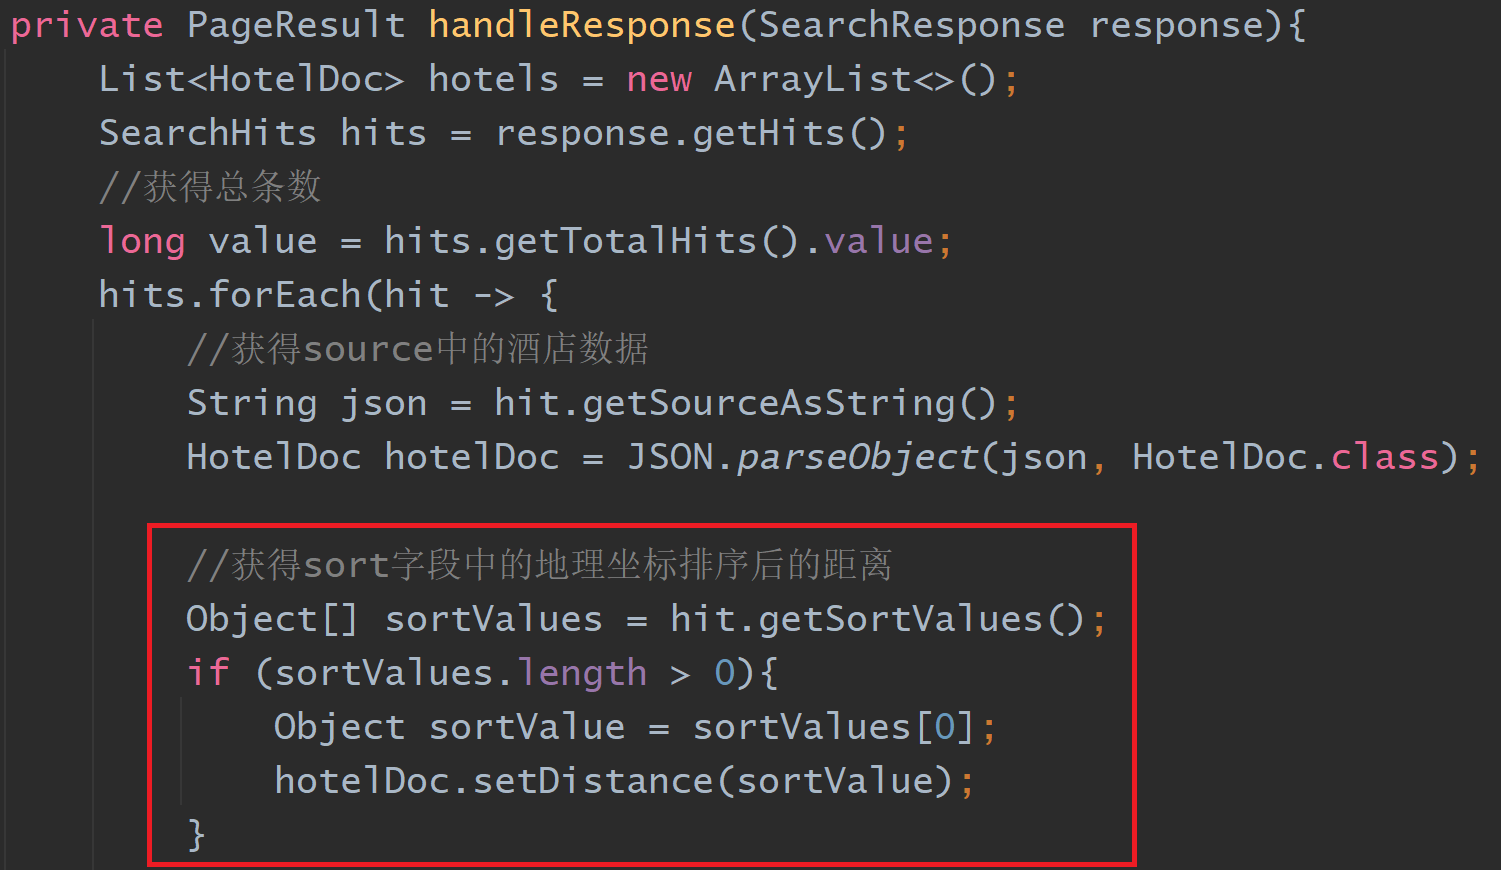 private PageResult handleResponse(SearchResponse response){
List<HotelDoc> hotels = new ArrayList<>();
SearchHits hits = response.getHits();
//获得总条数
long value = hits.getTotalHits().value;
hits.forEach(hit -> {
//获得source中的酒店数据
String json = hit.getSourceAsString();
HotelDoc hotelDoc = JSON.parseObject(json, HotelDoc.class);
//获得sort字段中的地理坐标排序后的距离
Object[] sortValues = hit.getSortValues();
if (sortValues.length > 0){
Object sortValue = sortValues[0];
hotelDoc.setDistance(sortValue);
}